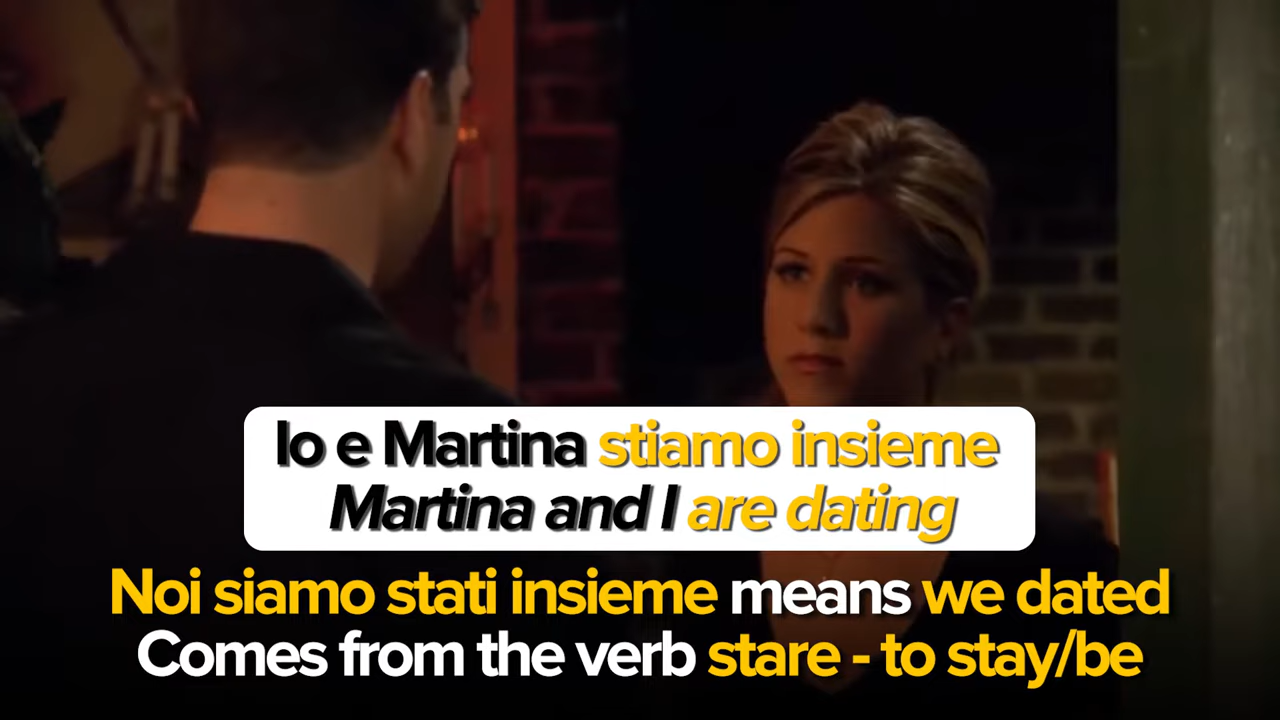 Io e Martina stiamo insieme
Martina and I are dating
Noi siamo stati insieme means we dated
Comes from the verb stare - to stay/be